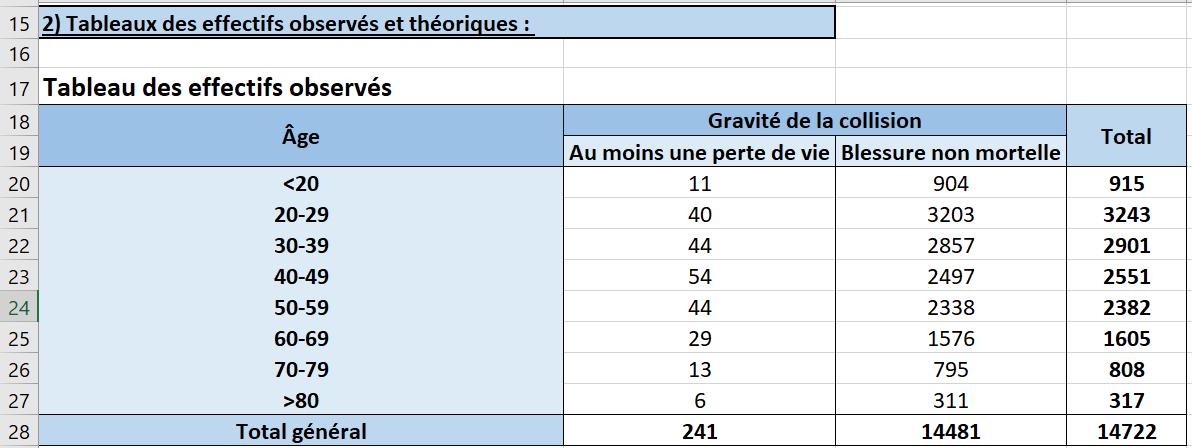 15 2) Tableaux des effectifs observés et théoriques :
16
17 Tableau des effectifs observés
18 Âge Gravité de la collision Total
19 Au moins une perte de vie Blessure non mortelle
20 <20 11 904 915
21 20-29 40 3203 3243
22 30-39 44 2857 2901
23 40-49 54 2497 2551
24 50-59 44 2338 2382
25 60-69 29 1576 1605
26 70-79 13 795 808
27 >80 6 311 317
28 Total général 241 14481 14722